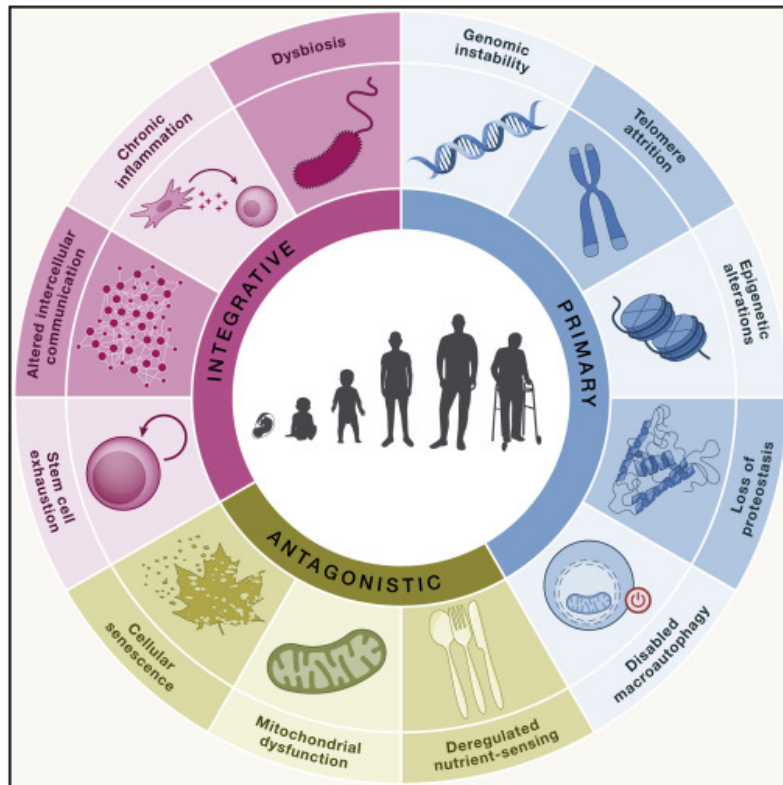 Genomic
instability
Telomere
attrition
Epigenetic
alterations
Loss of
proteostasis
Disabled
macroautophagy
Deregulated
nutrient-sensing
Mitochondrial
dysfunction
Cellular
senescence
Stem cell
exhaustion
Altered intercellular
communication
Chronic
inflammation
Dysbiosis
PRIMARY
ANTAGONISTIC
INTEGRATIVE